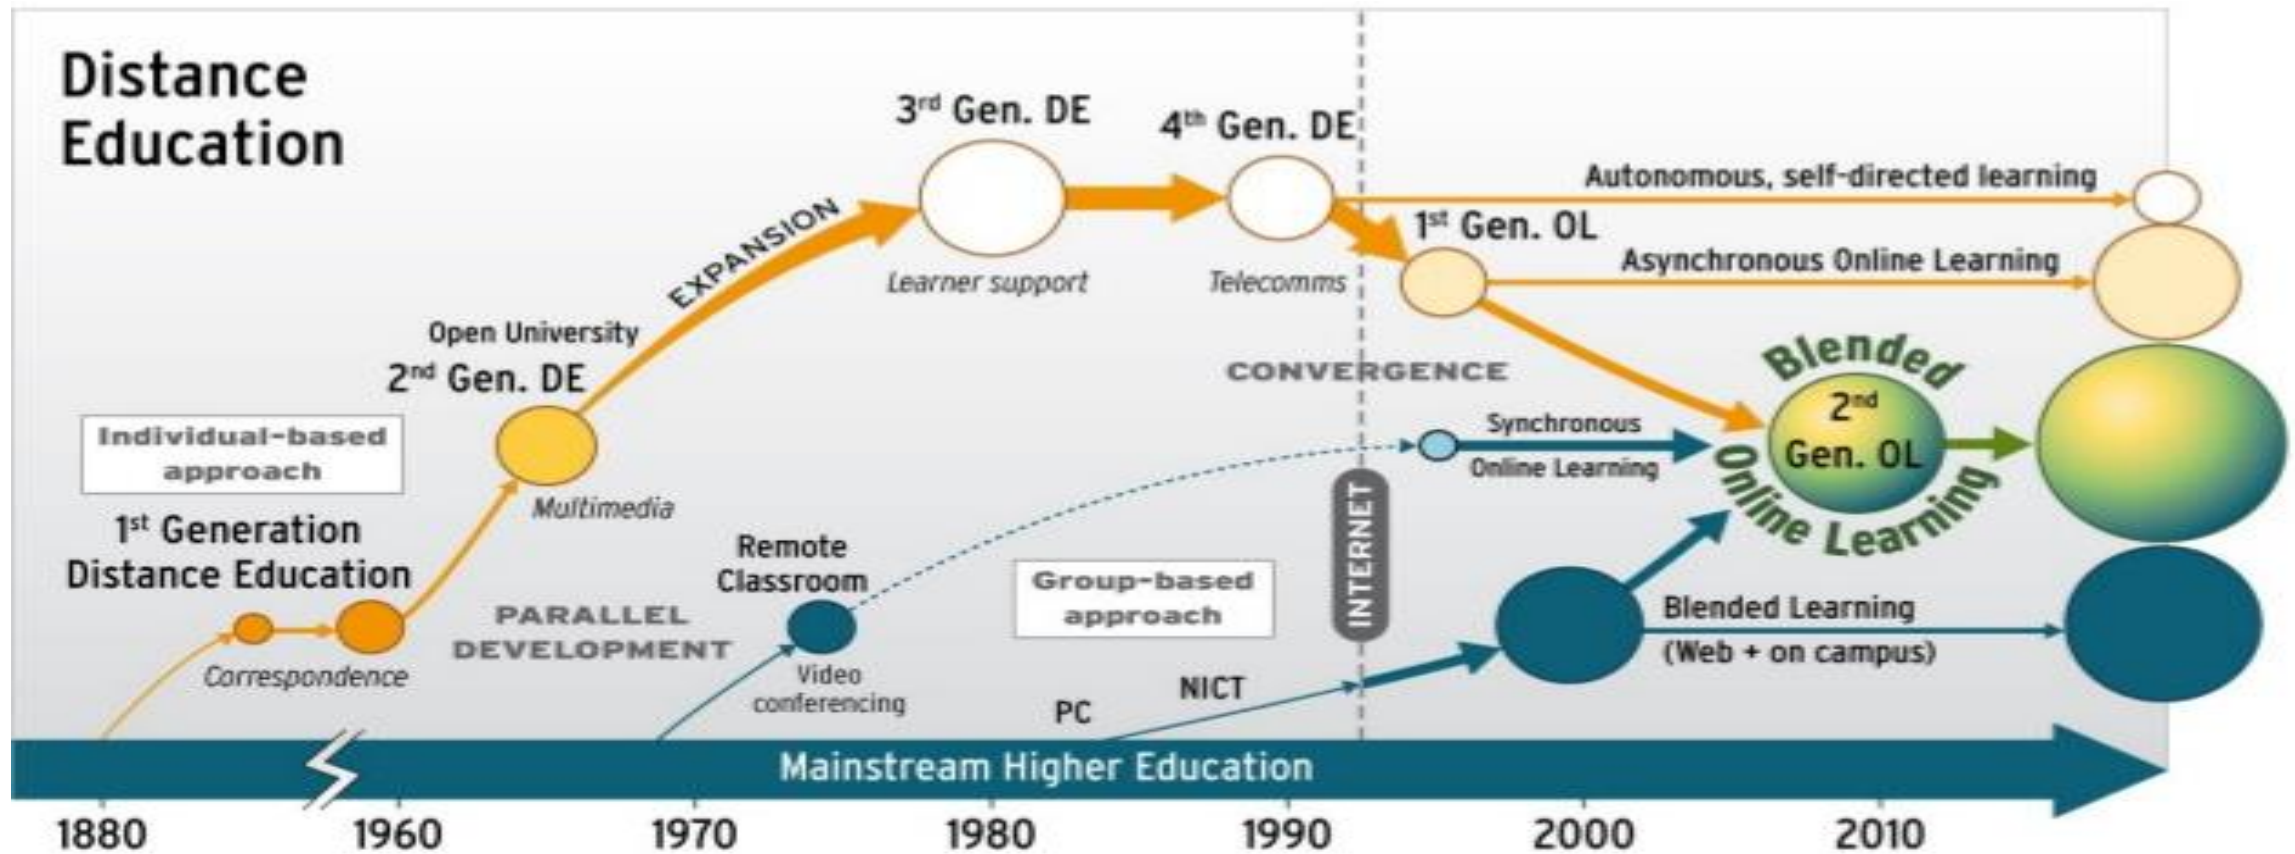 Distance
Education
3rd Gen. DE
4th Gen. DE
Autonomous, self-directed learning
1st Gen. OL
EXPANSION
Asynchronous Online Learning
Learner support
Telecomms
Open University
2nd Gen. DE
CONVERGENCE
Blended
2nd
Gen. OL
Online Learning
Synchronous
Online Learning
Individual-based
approach
Multimedia
1st Generation
Distance Education
Remote
Classroom
INTERNET
Group-based
approach
PARALLEL
DEVELOPMENT
Blended Learning
(Web + on campus)
Correspondence
Video
conferencing
NICT
PC
Mainstream Higher Education
1880 1960 1970 1980 1990 2000 2010